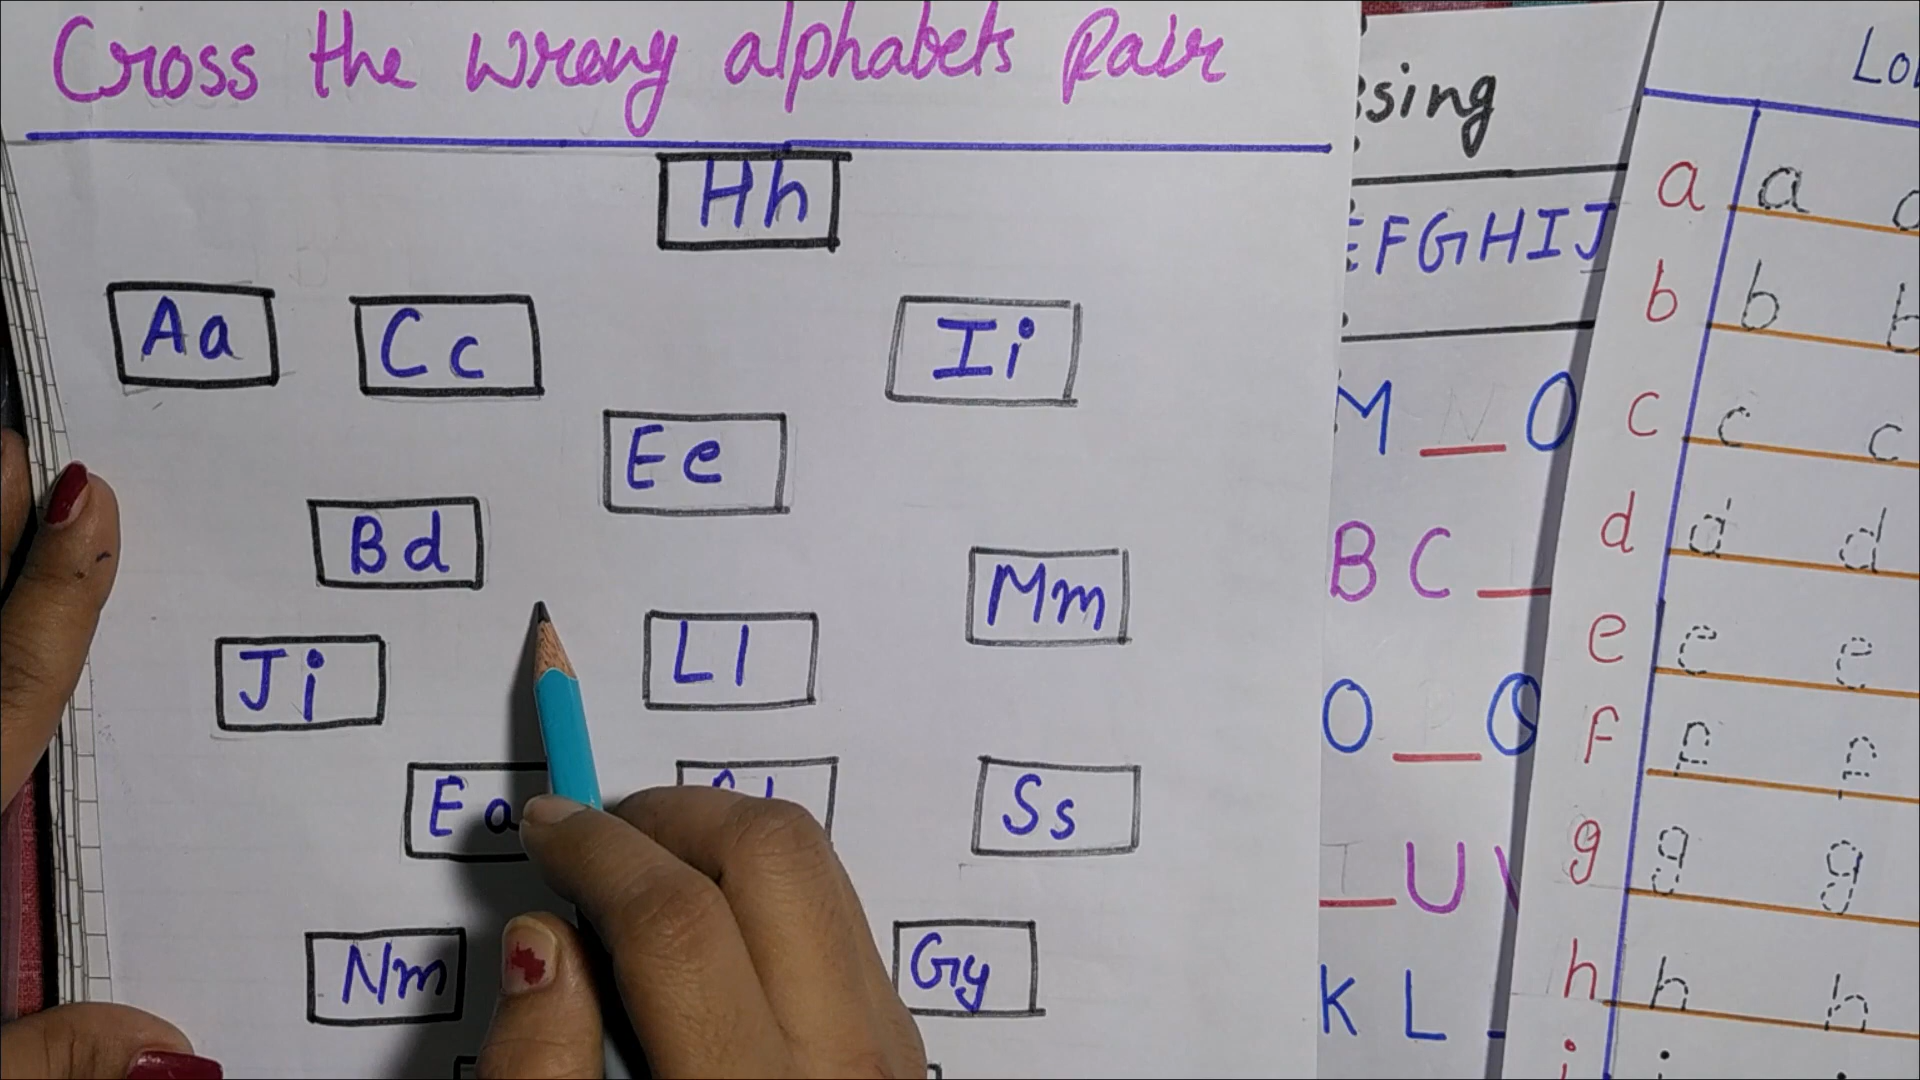 Cross the wrong alphabets Pair
Hh
Aa
Cc
Ii
Ee
Bd
Mm
Ll
Ji
Ea
Ss
Nm
Gy
sing
EFGHIJ
M _ N O
B C _
O _ Q
_ U
K L _
a a
b b b
c c c
d d d
e e e
f f f
g g g
h h h
i i